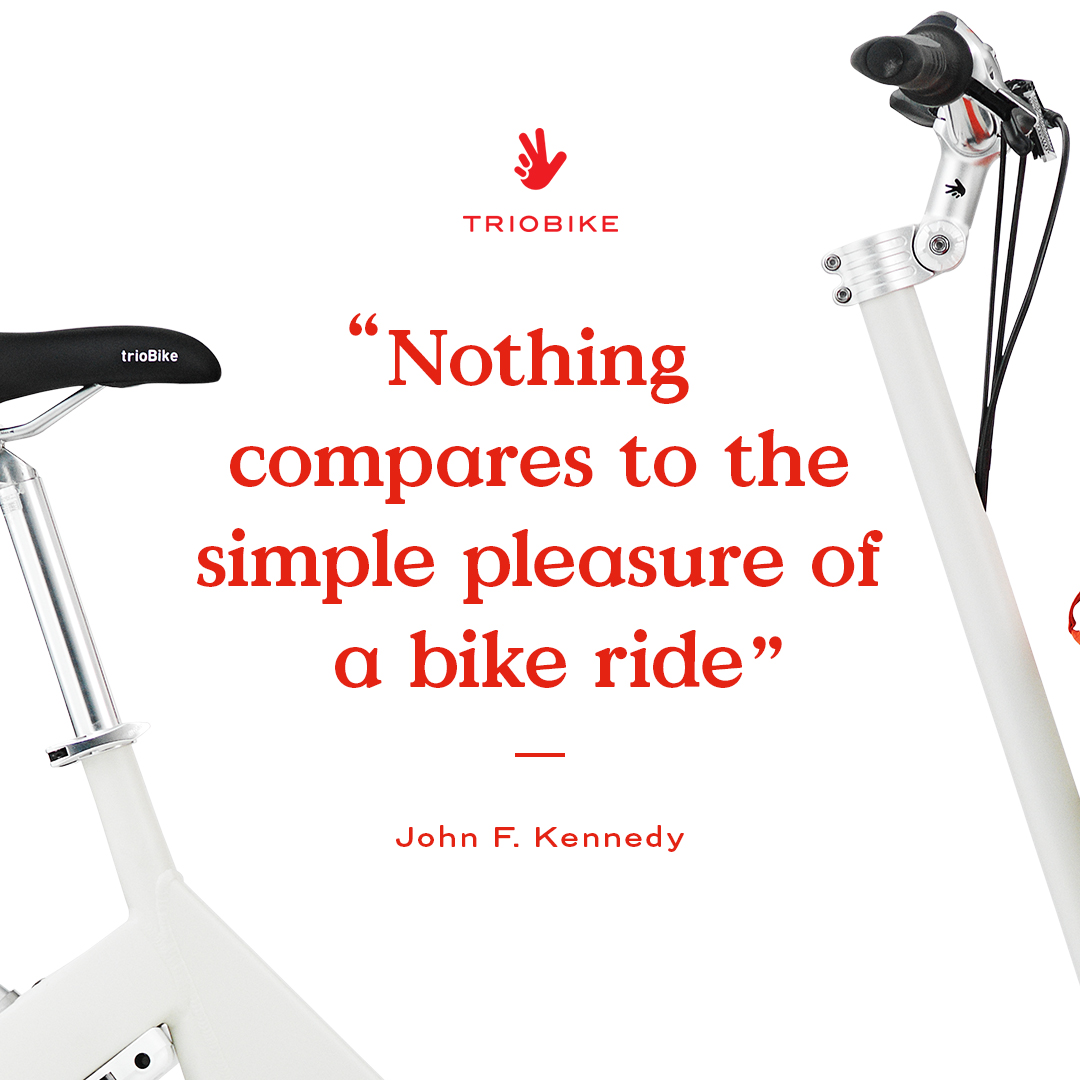 TRIOBIKE
trioBike
“Nothing
compares to the
simple pleasure of
a bike ride”
John F. Kennedy